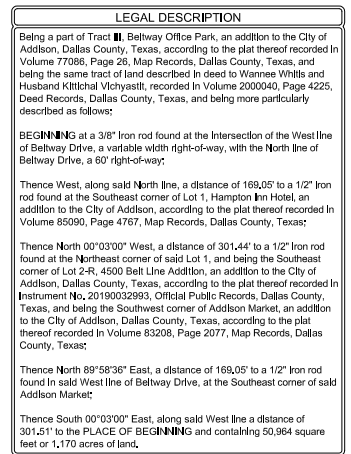 LEGAL DESCRIPTION
Being a part of Tract III, Beltway Office Park, an addition to the City of
Addison, Dallas County, Texas, according to the plat thereof recorded in
Volume 77086, Page 26, Map Records, Dallas County, Texas, and
being the same tract of land described in deed to Wannee Whitis and
Husband Kittichai Vichyastit, recorded in Volume 2000040, Page 4225,
Deed Records, Dallas County, Texas, and being more particularly
described as follows;
BEGINNING at a 3/8" iron rod found at the intersection of the West line
of Beltway Drive, a variable width right-of-way, with the North line of
Beltway Drive, a 60' right-of-way;
Thence West, along said North line, a distance of 169.05' to a 1/2" iron
rod found at the Southeast corner of Lot 1, Hampton Inn Hotel, an
addition to the City of Addison, according to the plat thereof recorded in
Volume 85090, Page 4767, Map Records, Dallas County, Texas;
Thence North 00°03'00" West, a distance of 301.44' to a 1/2" iron rod
found at the Northeast corner of said Lot 1, and being the Southeast
corner of Lot 2-R, 4500 Belt Line Addition, an addition to the City of
Addison, Dallas County, Texas, according to the plat thereof recorded in
Instrument No. 20190032993, Official Public Records, Dallas County,
Texas, and being the Southwest corner of Addison Market, an addition
to the City of Addison, Dallas County, Texas, according to the plat
thereof recorded in Volume 83208, Page 2077, Map Records, Dallas
County, Texas;
Thence North 89°58'36" East, a distance of 169.05' to a 1/2" iron rod
found in said West line of Beltway Drive, at the Southeast corner of said
Addison Market;
Thence South 00°03'00" East, along said West line a distance of
301.51' to the PLACE OF BEGINNING and containing 50,964 square
feet or 1.170 acres of land.